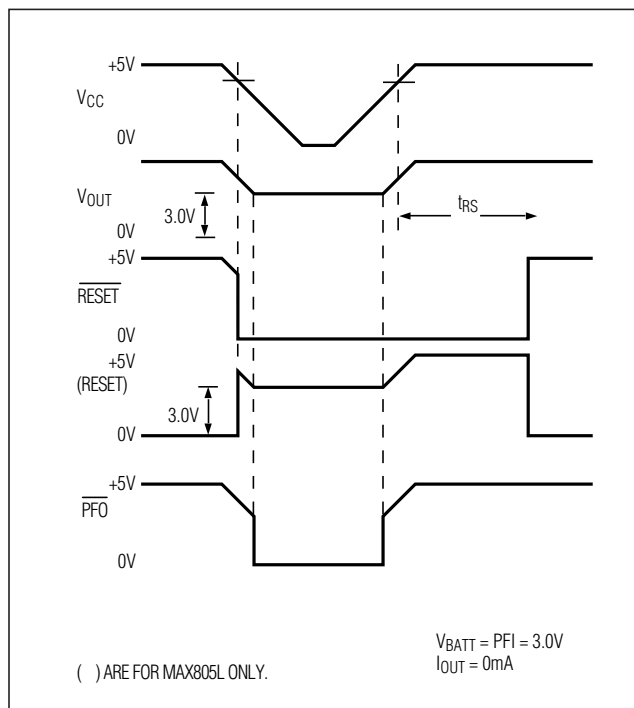 +5V
VCC
0V
VOUT
3.0V
tRS
0V
+5V
RESET
0V
+5V
(RESET)
3.0V
0V
+5V
PFO
0V
VBATT = PFI = 3.0V
IOUT = 0mA
( ) ARE FOR MAX805L ONLY.